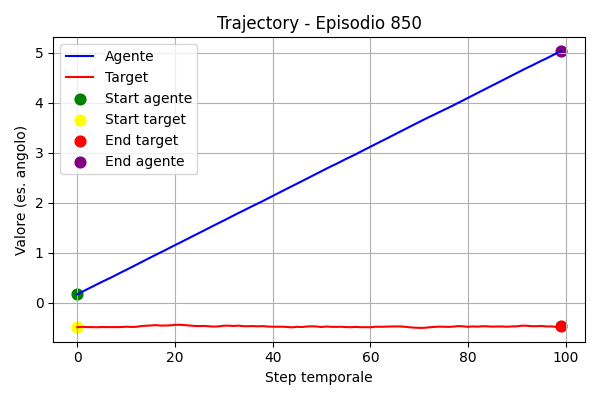 Trajectory - Episodio 850
Valore (es. angolo)
5
4
3
2
1
0
Agente
Target
Start agente
Start target
End target
End agente
0 20 40 60 80 100
Step temporale